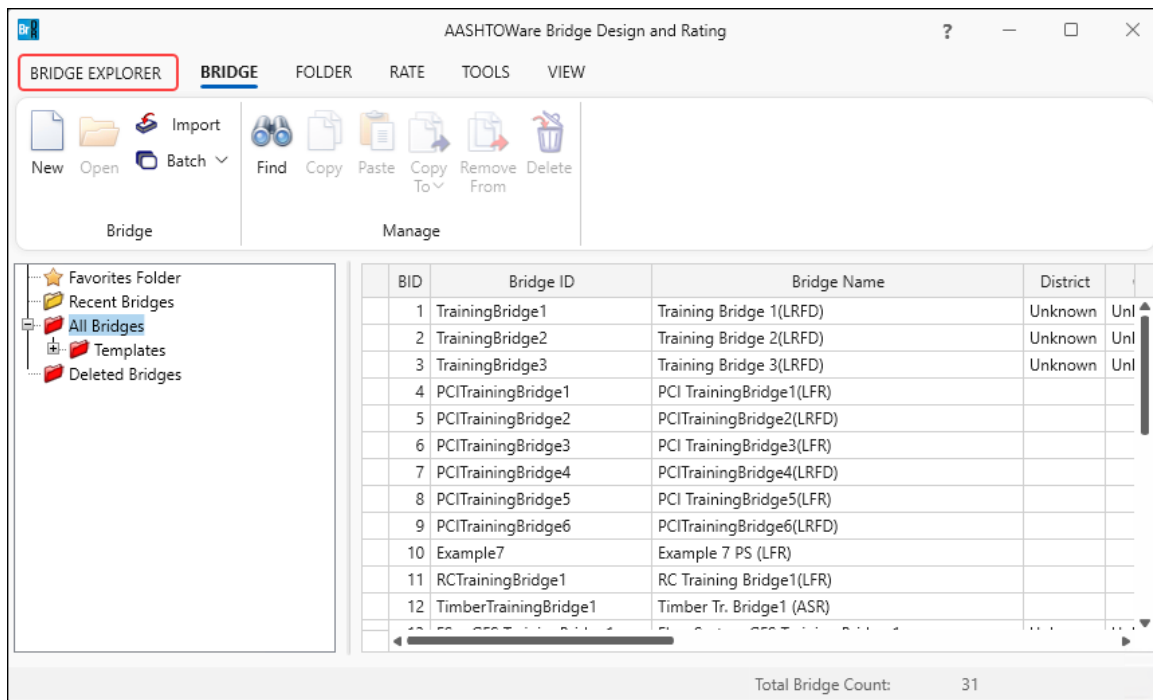 BrDR AASHTOWare Bridge Design and Rating ?
BRIDGE EXPLORER BRIDGE FOLDER RATE TOOLS VIEW
New Open Import Batch Find Copy Paste Copy To Remove From Delete
Bridge Manage
Favorites Folder
Recent Bridges
All Bridges
Templates
Deleted Bridges
BID Bridge ID Bridge Name District
1 TrainingBridge1 Training Bridge 1(LRFD) Unknown Unl
2 TrainingBridge2 Training Bridge 2(LRFD) Unknown Unl
3 TrainingBridge3 Training Bridge 3(LRFD) Unknown Unl
4 PCITrainingBridge1 PCI TrainingBridge1(LFR)
5 PCITrainingBridge2 PCITrainingBridge2(LRFD)
6 PCITrainingBridge3 PCI TrainingBridge3(LFR)
7 PCITrainingBridge4 PCITrainingBridge4(LRFD)
8 PCITrainingBridge5 PCI TrainingBridge5(LFR)
9 PCITrainingBridge6 PCITrainingBridge6(LRFD)
10 Example7 Example 7 PS (LFR)
11 RCTrainingBridge1 RC Training Bridge1(LFR)
12 TimberTrainingBridge1 Timber Tr. Bridge1 (ASR)
Total Bridge Count: 31